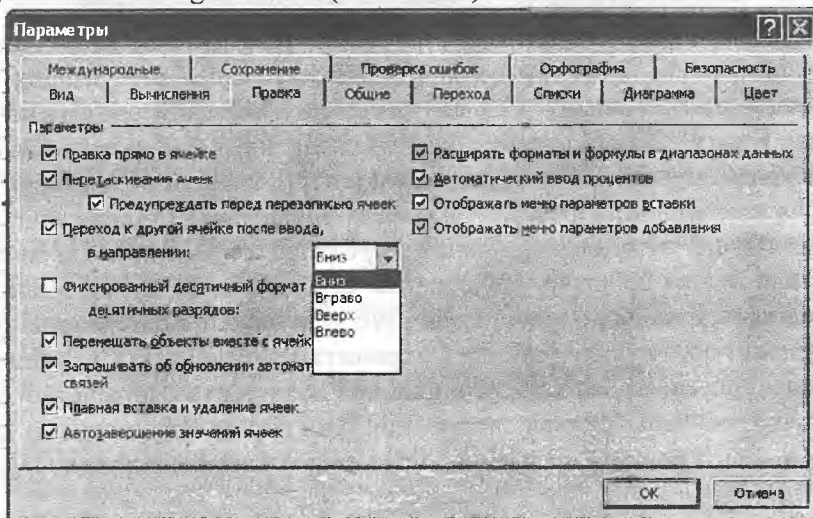 Параметры
Международные Сохранение Проверка ошибок Орфография Безопасность
Вид Вычисления Правка Общие Переход Списки Диаграмма Цвет
Параметры
Правка прямо в ячейке
Перетаскивание ячеек
Предупреждать перед перезаписью ячеек
Переход к другой ячейке после ввода,
в направлении:
Вниз
Вниз
Вправо
Вверх
Влево
Фиксированный десятичный формат
десятичных разрядов:
Перемещать объекты вместе с ячейк
Запрашивать об обновлении автомат
связей
Плавная вставка и удаление ячеек
Автозавершение значений ячеек
Расширять форматы и формулы в диапазонах данных
Автоматический ввод процентов
Отображать меню параметров вставки
Отображать меню параметров добавления
ОК Отмена